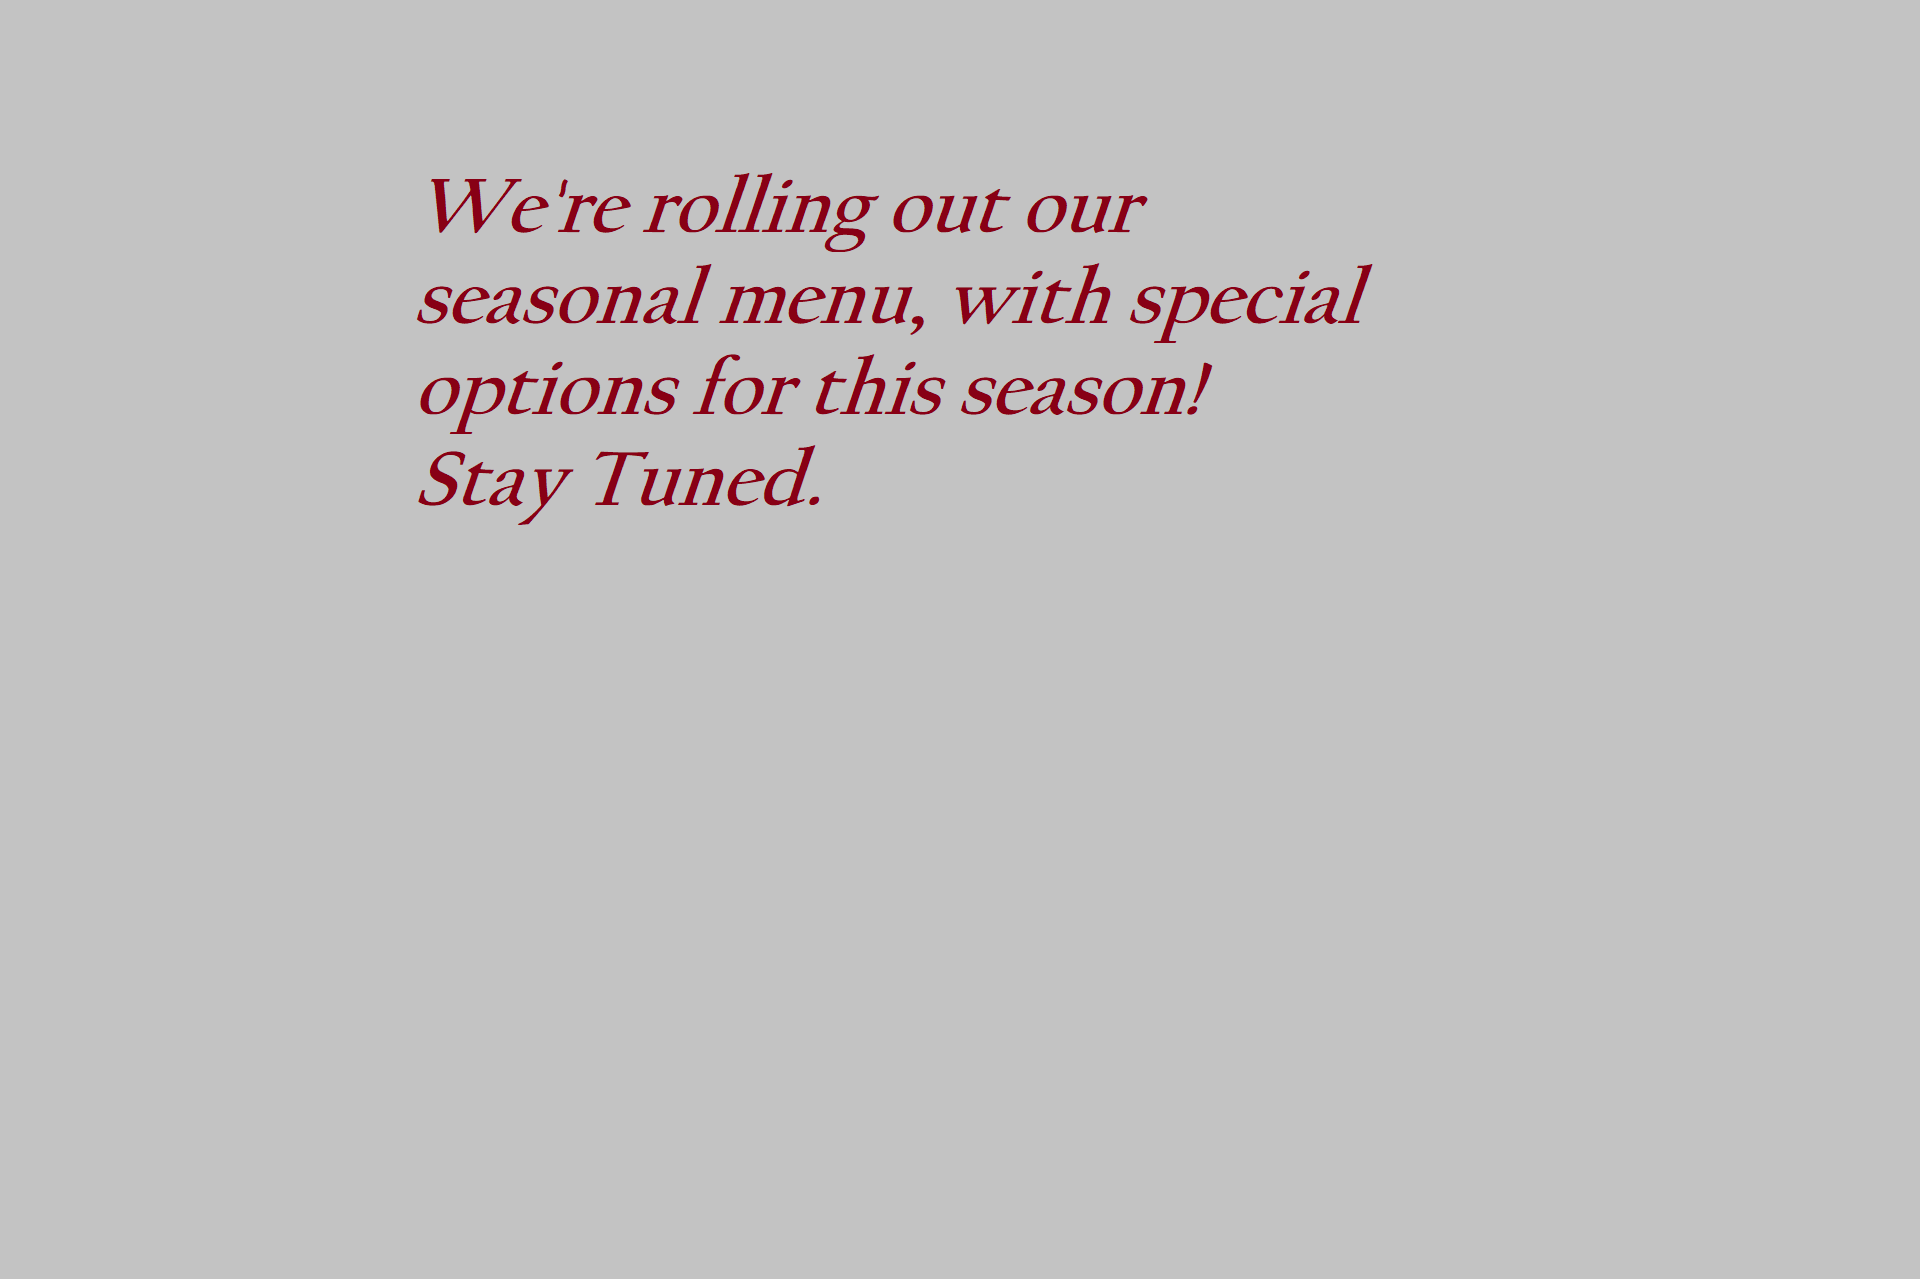 We're rolling out our
seasonal menu, with special
options for this season!
Stay Tuned.